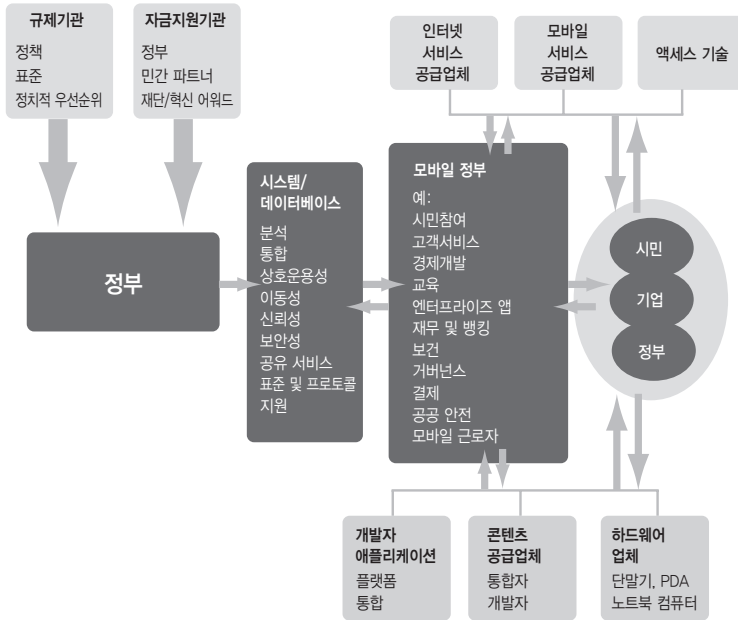 규제기관
정책
표준
정치적 우선순위
자금지원기관
정부
민간 파트너
재단/혁신 어워드
인터넷
서비스
공급업체
모바일
서비스
공급업체
액세스 기술
정부
시스템/
데이터베이스
분석
통합
상호운용성
이동성
신뢰성
보안성
공유 서비스
표준 및 프로토콜
지원
모바일 정부
예:
시민참여
고객서비스
경제개발
교육
엔터프라이즈 앱
재무 및 뱅킹
보건
거버넌스
결제
공공 안전
모바일 근로자
시민
기업
정부
개발자
애플리케이션
플랫폼
통합
콘텐츠
공급업체
통합자
개발자
하드웨어
업체
단말기, PDA
노트북 컴퓨터